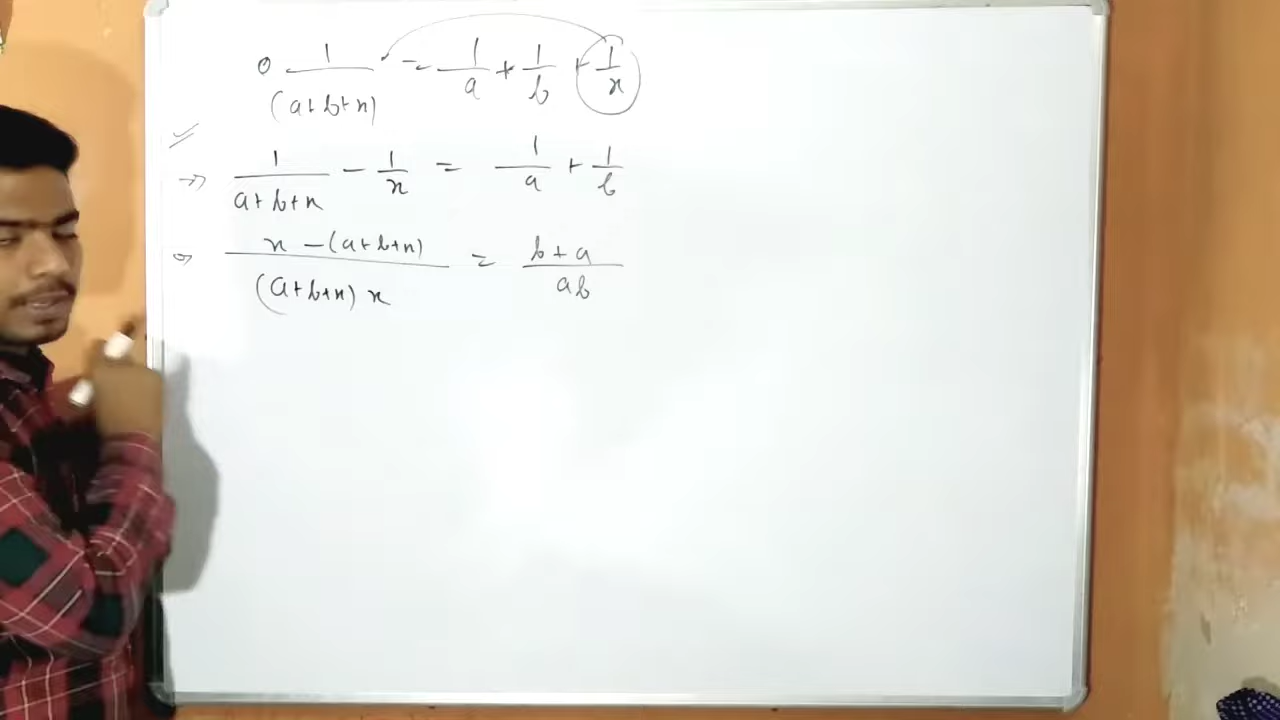 1/(a+b+x) = 1/a + 1/b + 1/x
⇒ 1/(a+b+x) - 1/x = 1/a + 1/b
⇒ (x - (a+b+x))/((a+b+x) x) = (b+a)/(ab)